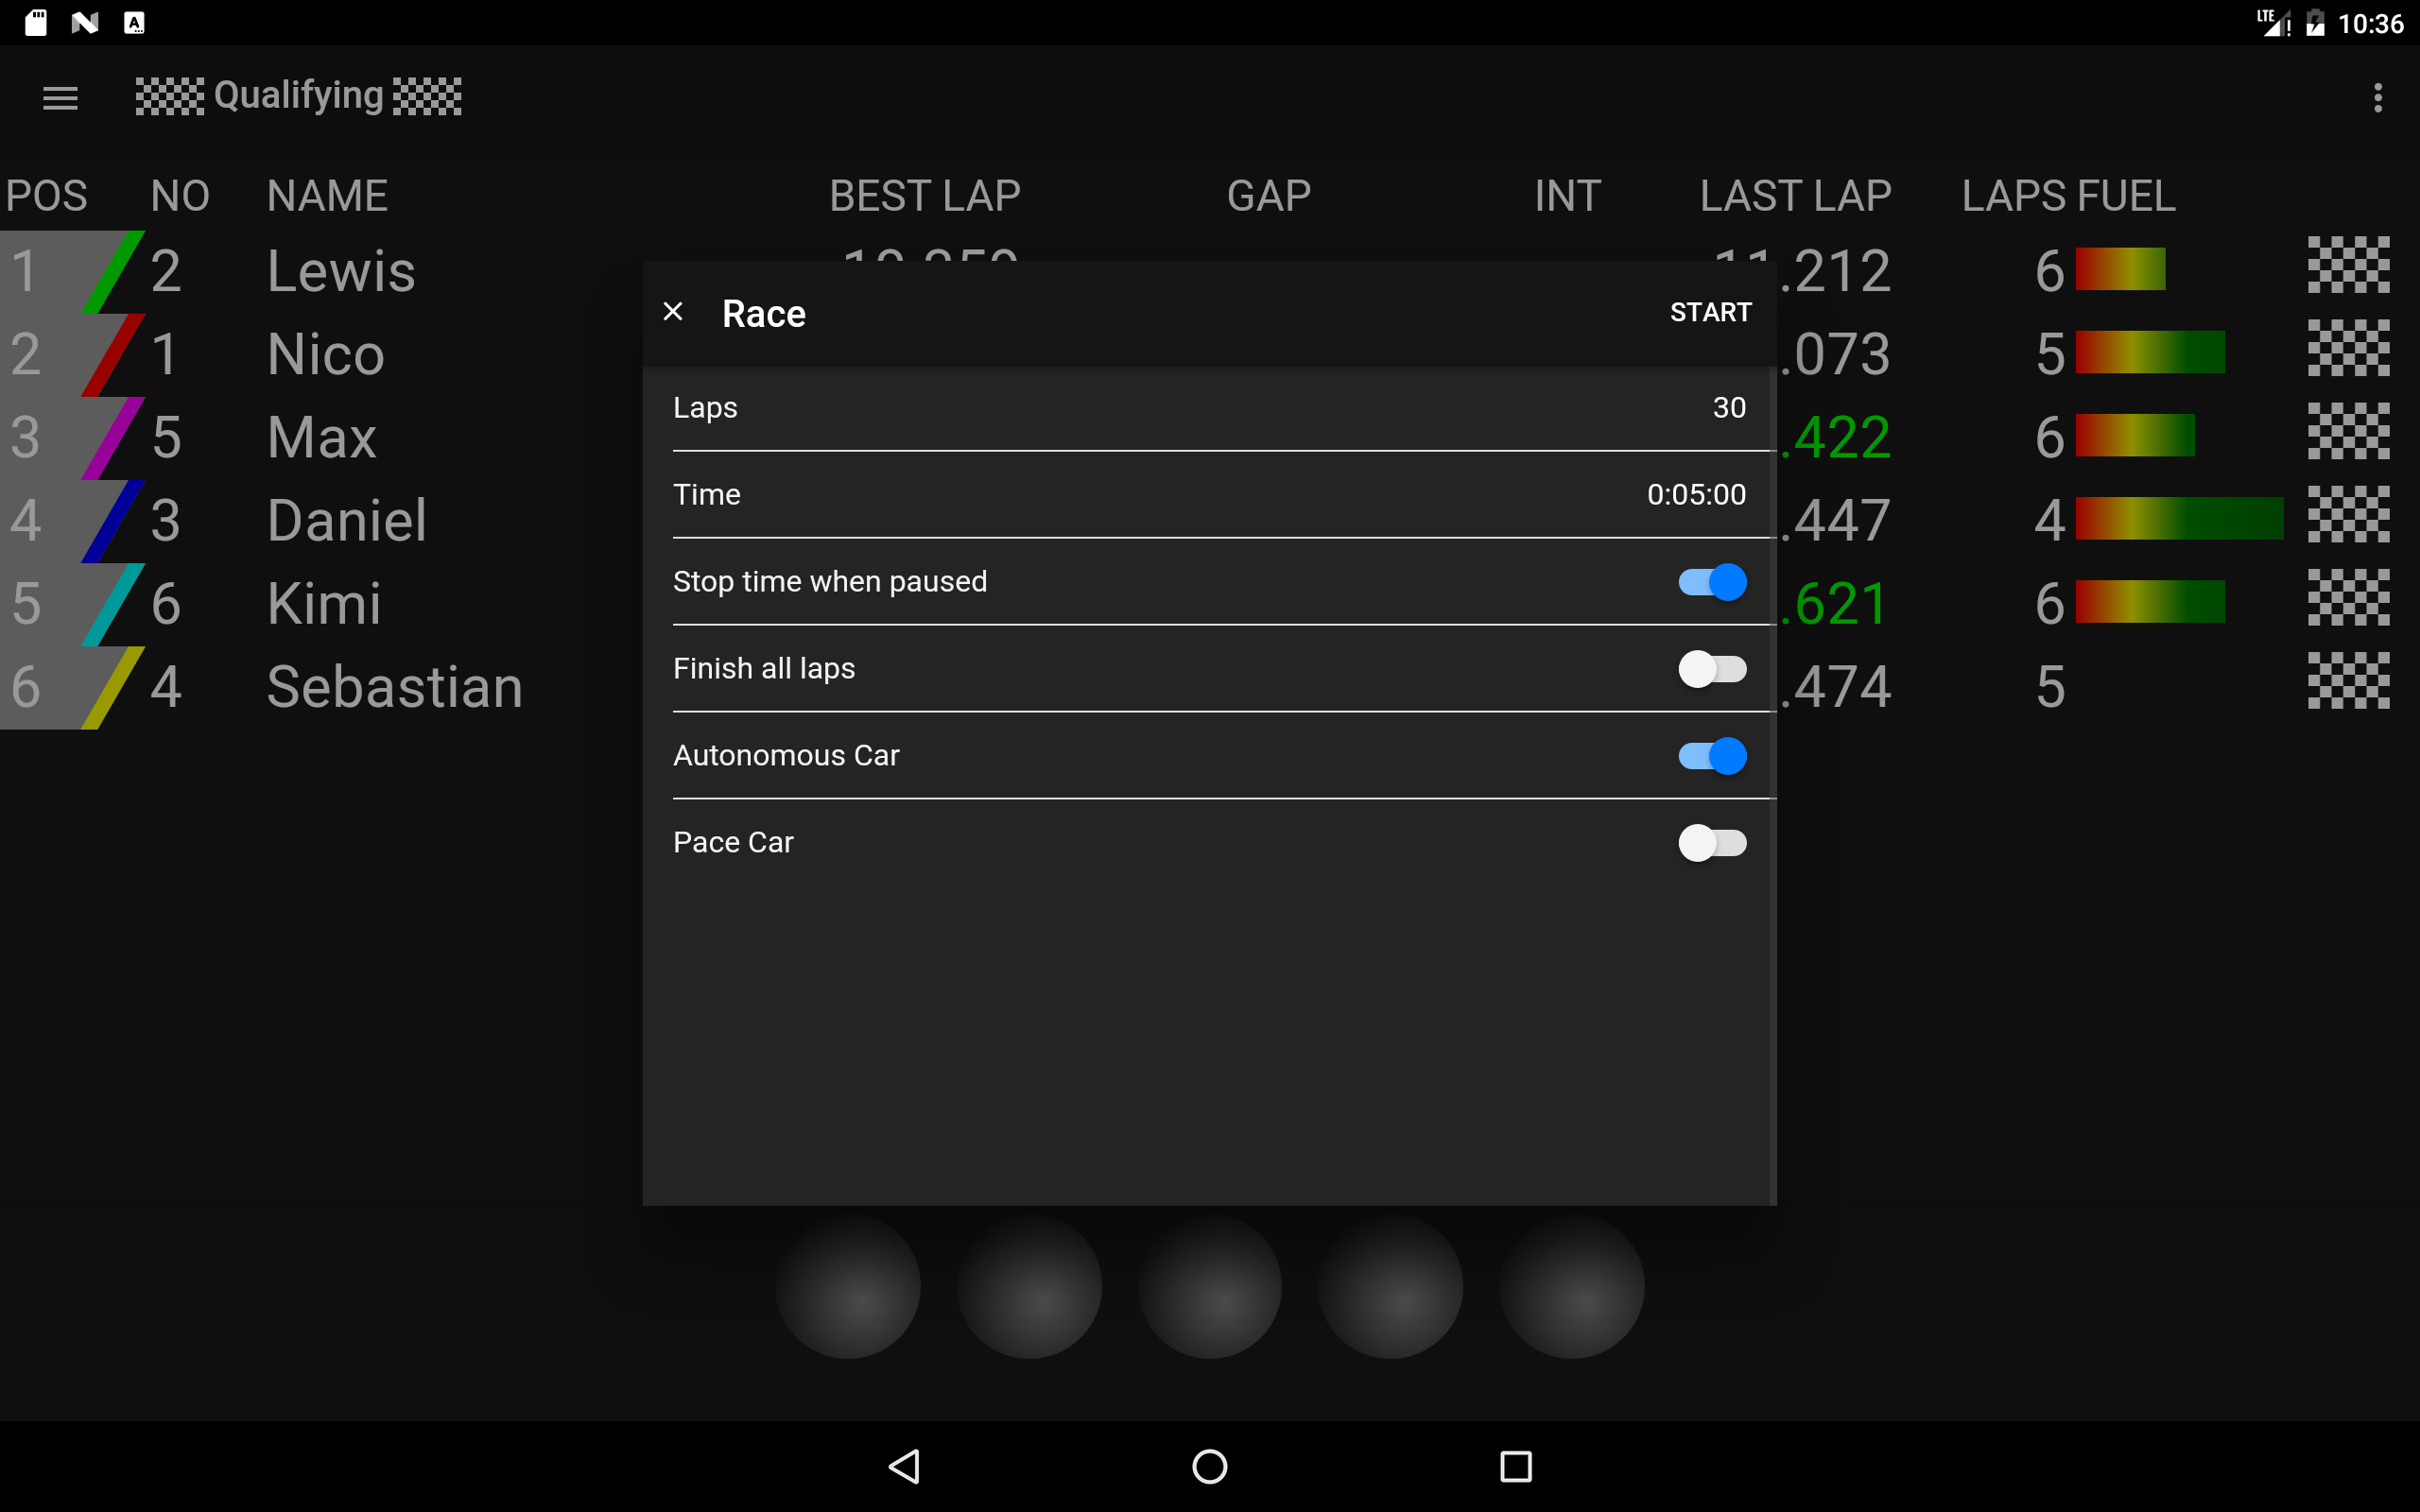 LTE 10:36
Qualifying
POS NO NAME BEST LAP GAP INT LAST LAP LAPS FUEL
1 2 Lewis .212 6
2 1 Nico .073 5
3 5 Max .422 6
4 3 Daniel .447 4
5 6 Kimi .621 6
6 4 Sebastian .474 5
Race START
Laps 30
Time 0:05:00
Stop time when paused
Finish all laps
Autonomous Car
Pace Car